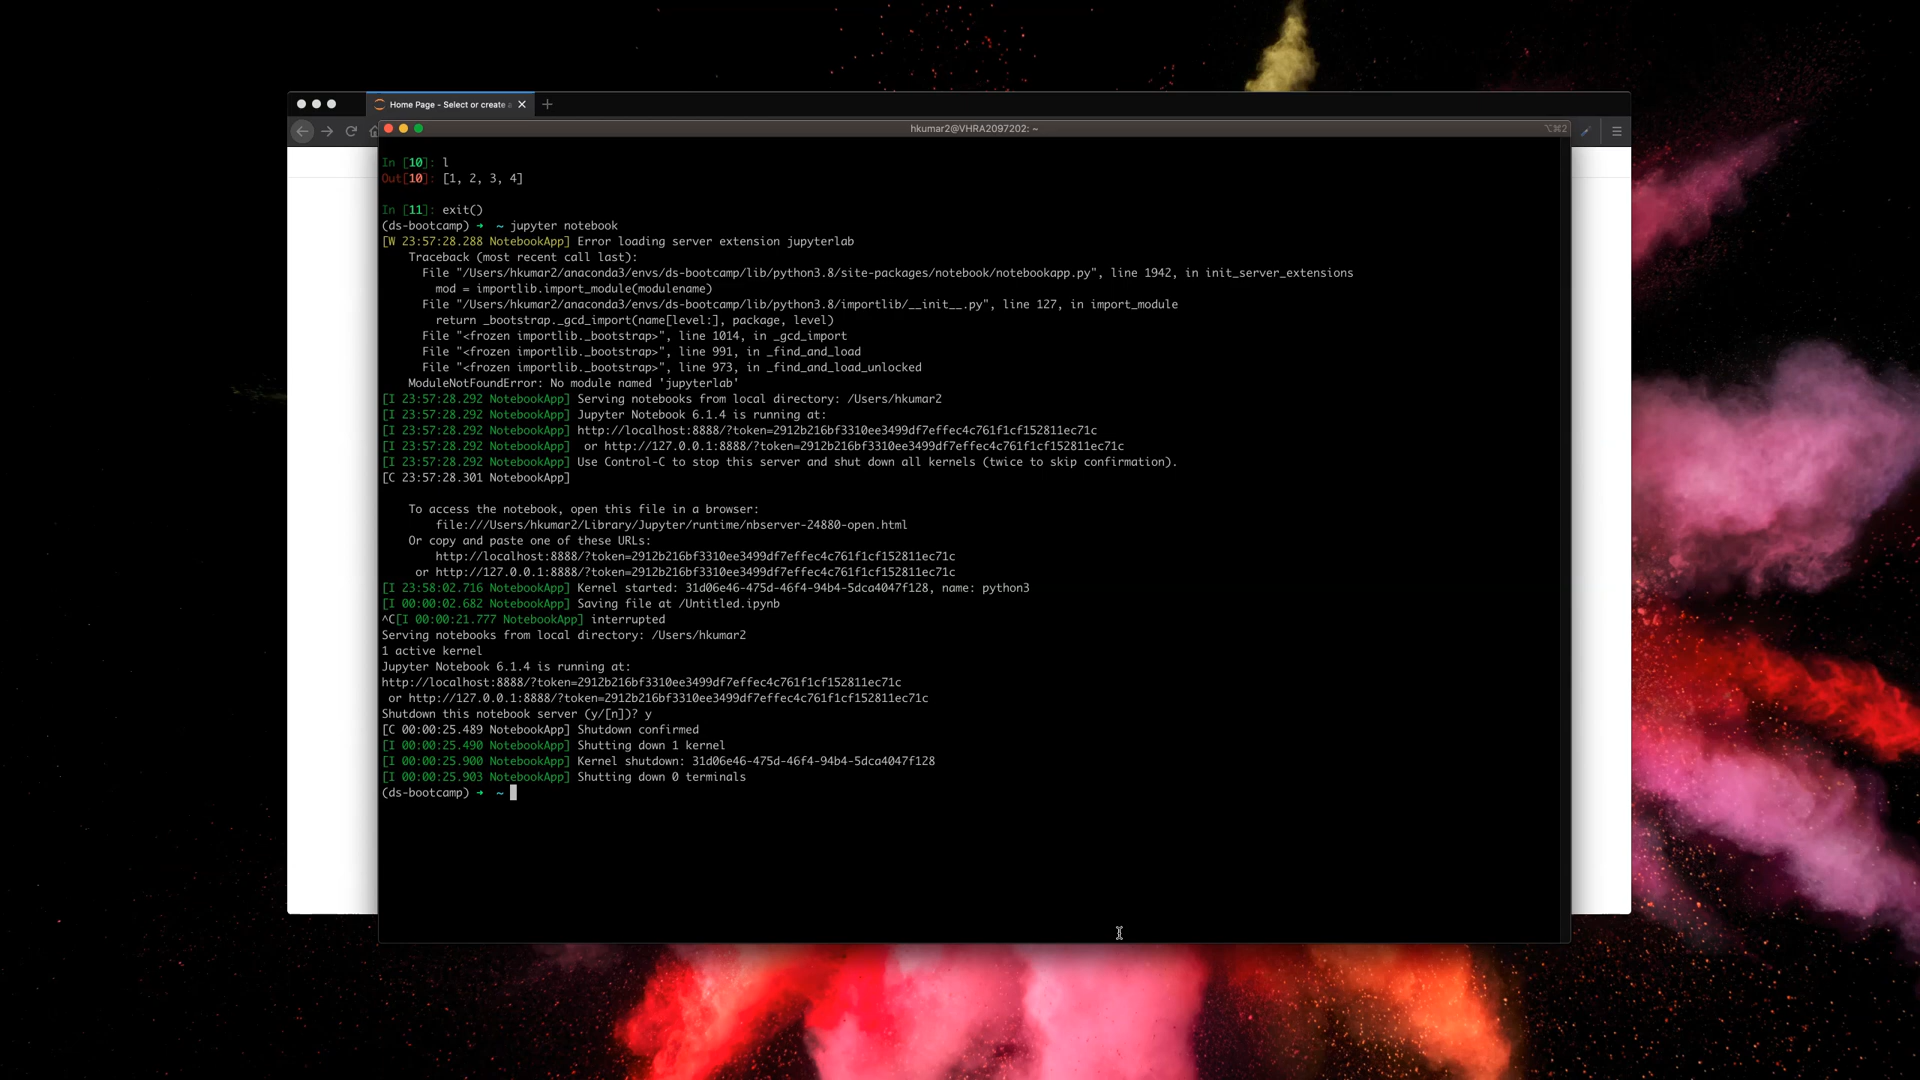 Home Page - Select or create a
hkumar2@VHRA2097202: ~
⌥⌘2
In [10]: l
Out[10]: [1, 2, 3, 4]
In [11]: exit()
(ds-bootcamp) ➜  ~ jupyter notebook
[W 23:57:28.288 NotebookApp] Error loading server extension jupyterlab
Traceback (most recent call last):
File "/Users/hkumar2/anaconda3/envs/ds-bootcamp/lib/python3.8/site-packages/notebook/notebookapp.py", line 1942, in init_server_extensions
mod = importlib.import_module(modulename)
File "/Users/hkumar2/anaconda3/envs/ds-bootcamp/lib/python3.8/importlib/__init__.py", line 127, in import_module
return _bootstrap._gcd_import(name[level:], package, level)
File "<frozen importlib._bootstrap>", line 1014, in _gcd_import
File "<frozen importlib._bootstrap>", line 991, in _find_and_load
File "<frozen importlib._bootstrap>", line 973, in _find_and_load_unlocked
ModuleNotFoundError: No module named 'jupyterlab'
[I 23:57:28.292 NotebookApp] Serving notebooks from local directory: /Users/hkumar2
[I 23:57:28.292 NotebookApp] Jupyter Notebook 6.1.4 is running at:
[I 23:57:28.292 NotebookApp] http://localhost:8888/?token=2912b216bf3310ee3499df7effec4c761f1cf152811ec71c
[I 23:57:28.292 NotebookApp]  or http://127.0.0.1:8888/?token=2912b216bf3310ee3499df7effec4c761f1cf152811ec71c
[I 23:57:28.292 NotebookApp] Use Control-C to stop this server and shut down all kernels (twice to skip confirmation).
[C 23:57:28.301 NotebookApp]
To access the notebook, open this file in a browser:
file:///Users/hkumar2/Library/Jupyter/runtime/nbserver-24880-open.html
Or copy and paste one of these URLs:
http://localhost:8888/?token=2912b216bf3310ee3499df7effec4c761f1cf152811ec71c
or http://127.0.0.1:8888/?token=2912b216bf3310ee3499df7effec4c761f1cf152811ec71c
[I 23:58:02.716 NotebookApp] Kernel started: 31d06e46-475d-46f4-94b4-5dca4047f128, name: python3
[I 00:00:02.682 NotebookApp] Saving file at /Untitled.ipynb
^C[I 00:00:21.777 NotebookApp] interrupted
Serving notebooks from local directory: /Users/hkumar2
1 active kernel
Jupyter Notebook 6.1.4 is running at:
http://localhost:8888/?token=2912b216bf3310ee3499df7effec4c761f1cf152811ec71c
or http://127.0.0.1:8888/?token=2912b216bf3310ee3499df7effec4c761f1cf152811ec71c
Shutdown this notebook server (y/[n])? y
[C 00:00:25.489 NotebookApp] Shutdown confirmed
[I 00:00:25.490 NotebookApp] Shutting down 1 kernel
[I 00:00:25.900 NotebookApp] Kernel shutdown: 31d06e46-475d-46f4-94b4-5dca4047f128
[I 00:00:25.903 NotebookApp] Shutting down 0 terminals
(ds-bootcamp) ➜  ~